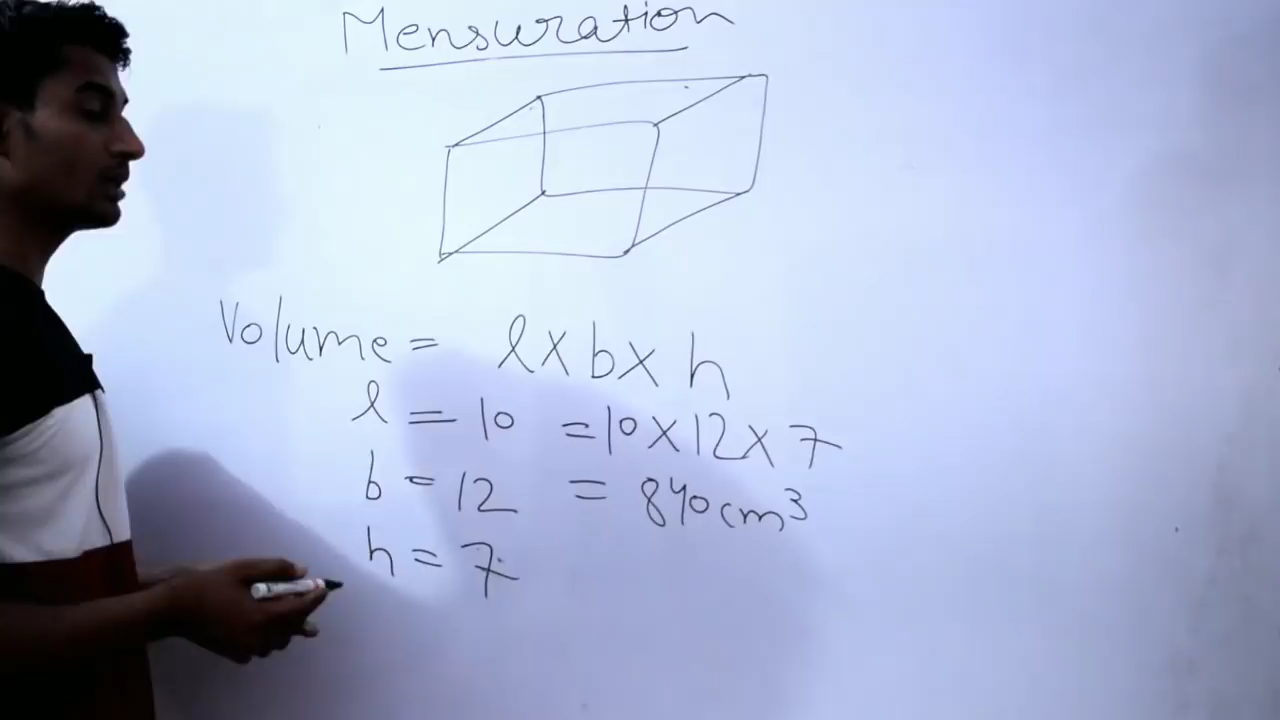 Mensuration
Volume = l x b x h
l = 10 = 10 x 12 x 7
b = 12 = 840 cm³
h = 7